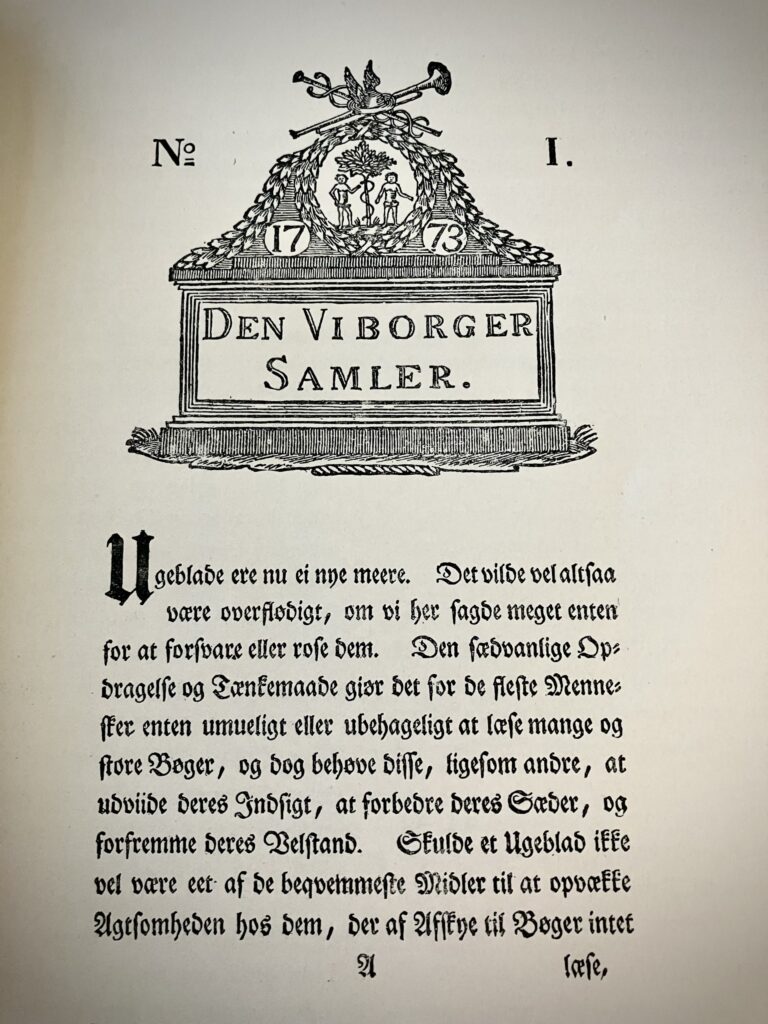 No I.
17 73
DEN VIBORGER
SAMLER.
Ugeblade ere nu ei nye meere. Det vilde vel altsaa
være overflødigt, om vi her sagde meget enten
for at forsvare eller rose dem. Den sædvanlige Op-
dragelse og Tænkemaade giør det for de fleste Menne-
sker enten umueligt eller ubehageligt at læse mange og
store Bøger, og dog behøve disse, ligesom andre, at
udviide deres Indsigt, at forbedre deres Sæder, og
forfremme deres Velstand. Skulde et Ugeblad ikke
vel være eet af de beqvemmeste Midler til at opvække
Agtsomheden hos dem, der af Afskye til Bøger intet
A læse,